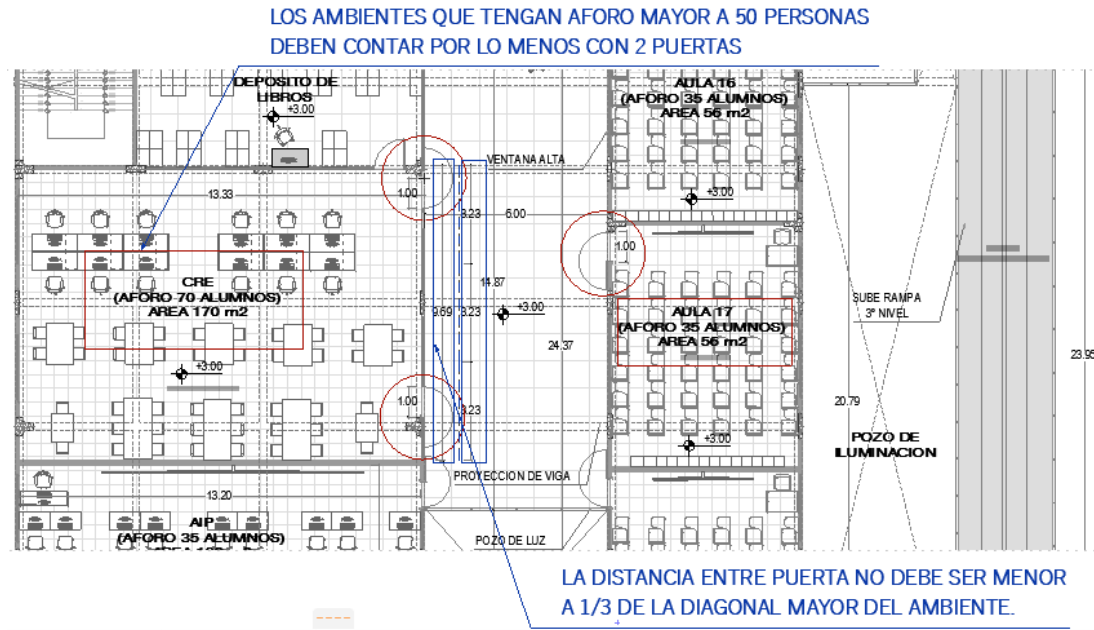 LOS AMBIENTES QUE TENGAN AFORO MAYOR A 50 PERSONAS
DEBEN CONTAR POR LO MENOS CON 2 PUERTAS
DEPOSITO DE
LIBROS
+3.00
AULA 16
(AFORO 35 ALUMNOS)
AREA 56 m2
VENTANA ALTA
+3.00
13.33
1.00
3.23
6.00
1.00
CRE
(AFORO 70 ALUMNOS)
AREA 170 m2
14.87
9.69
3.23
+3.00
24.37
AULA 17
(AFORO 35 ALUMNOS)
AREA 56 m2
SUBE RAMPA
3° NIVEL
23.95
+3.00
1.00
3.23
20.79
+3.00
POZO DE
ILUMINACION
PROYECCION DE VIGA
13.20
AIP
(AFORO 35 ALUMNOS)
POZO DE LUZ
LA DISTANCIA ENTRE PUERTA NO DEBE SER MENOR
A 1/3 DE LA DIAGONAL MAYOR DEL AMBIENTE.